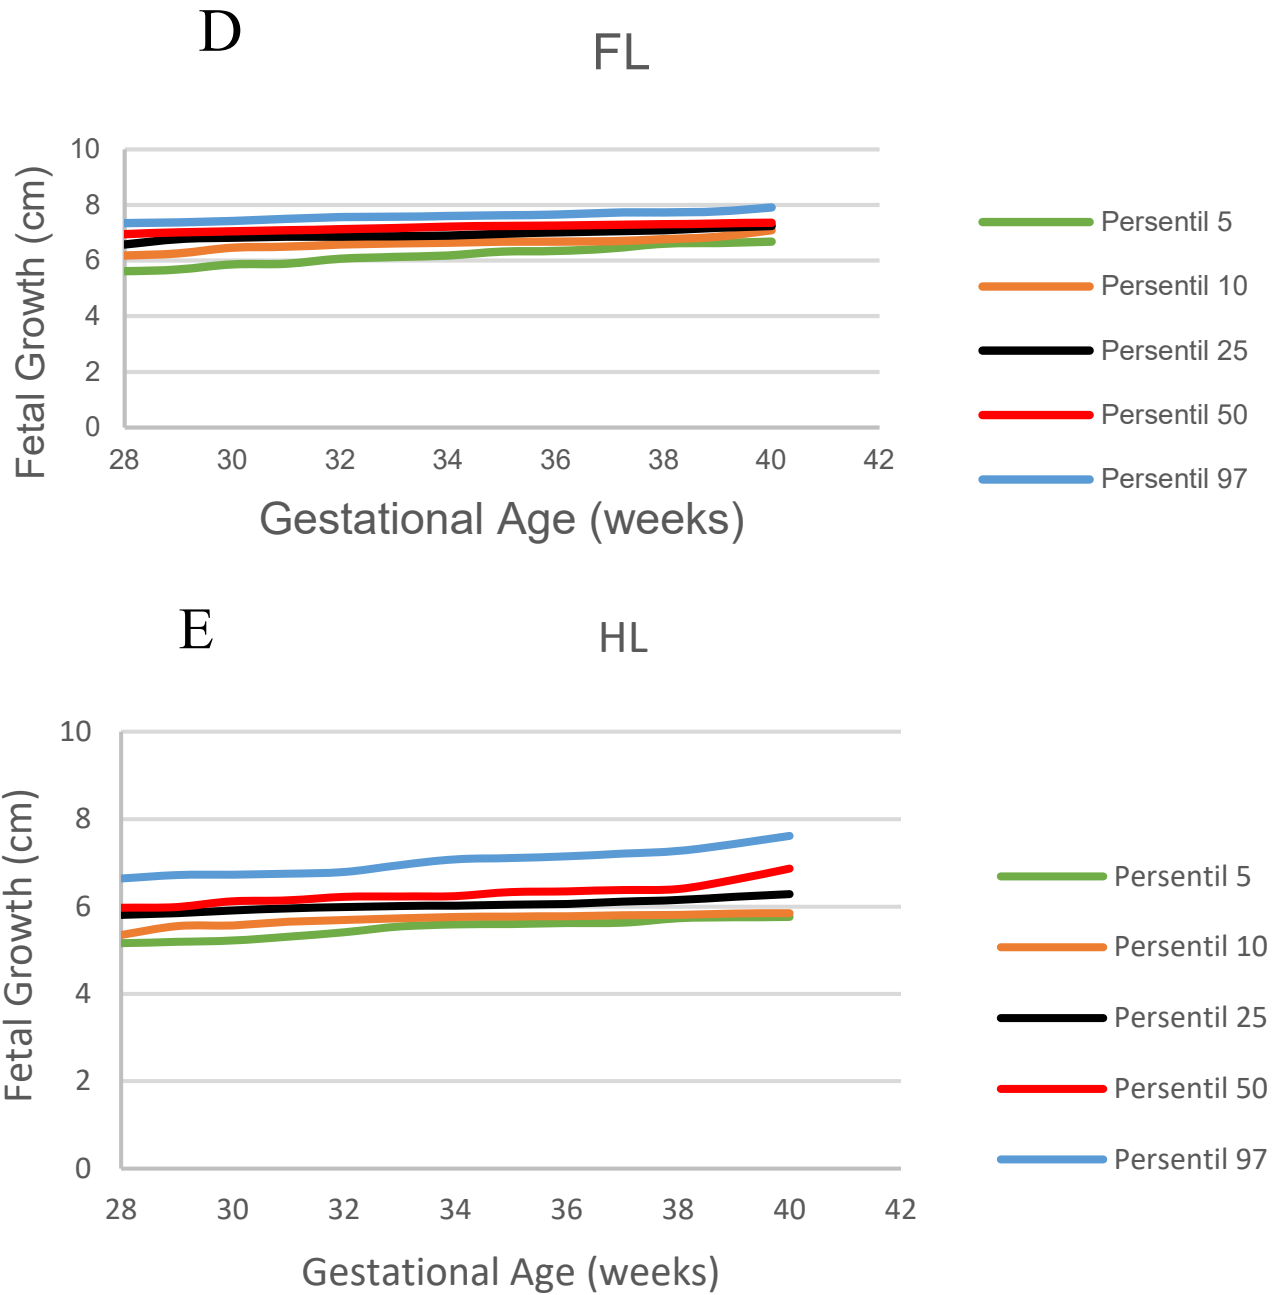 D
FL
10
8
6
4
2
0
28 30 32 34 36 38 40 42
Fetal Growth (cm)
Gestational Age (weeks)
Persentil 5
Persentil 10
Persentil 25
Persentil 50
Persentil 97
E
HL
10
8
6
4
2
0
28 30 32 34 36 38 40 42
Fetal Growth (cm)
Gestational Age (weeks)
Persentil 5
Persentil 10
Persentil 25
Persentil 50
Persentil 97